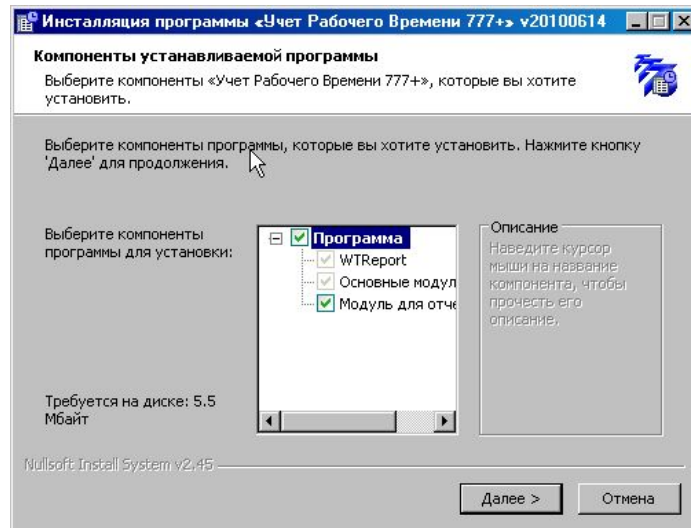 Инсталляция программы «Учет Рабочего Времени 777+» v20100614
Компоненты устанавливаемой программы
Выберите компоненты «Учет Рабочего Времени 777+», которые вы хотите
установить.
Выберите компоненты программы, которые вы хотите установить. Нажмите кнопку
'Далее' для продолжения.
Выберите компоненты
программы для установки:
Программа
WTReport
Основные модул
Модуль для отче
Описание
Наведите курсор
мыши на название
компонента, чтобы
прочесть его
описание.
Требуется на диске: 5.5
Мбайт
Nullsoft Install System v2.45
Далее >
Отмена